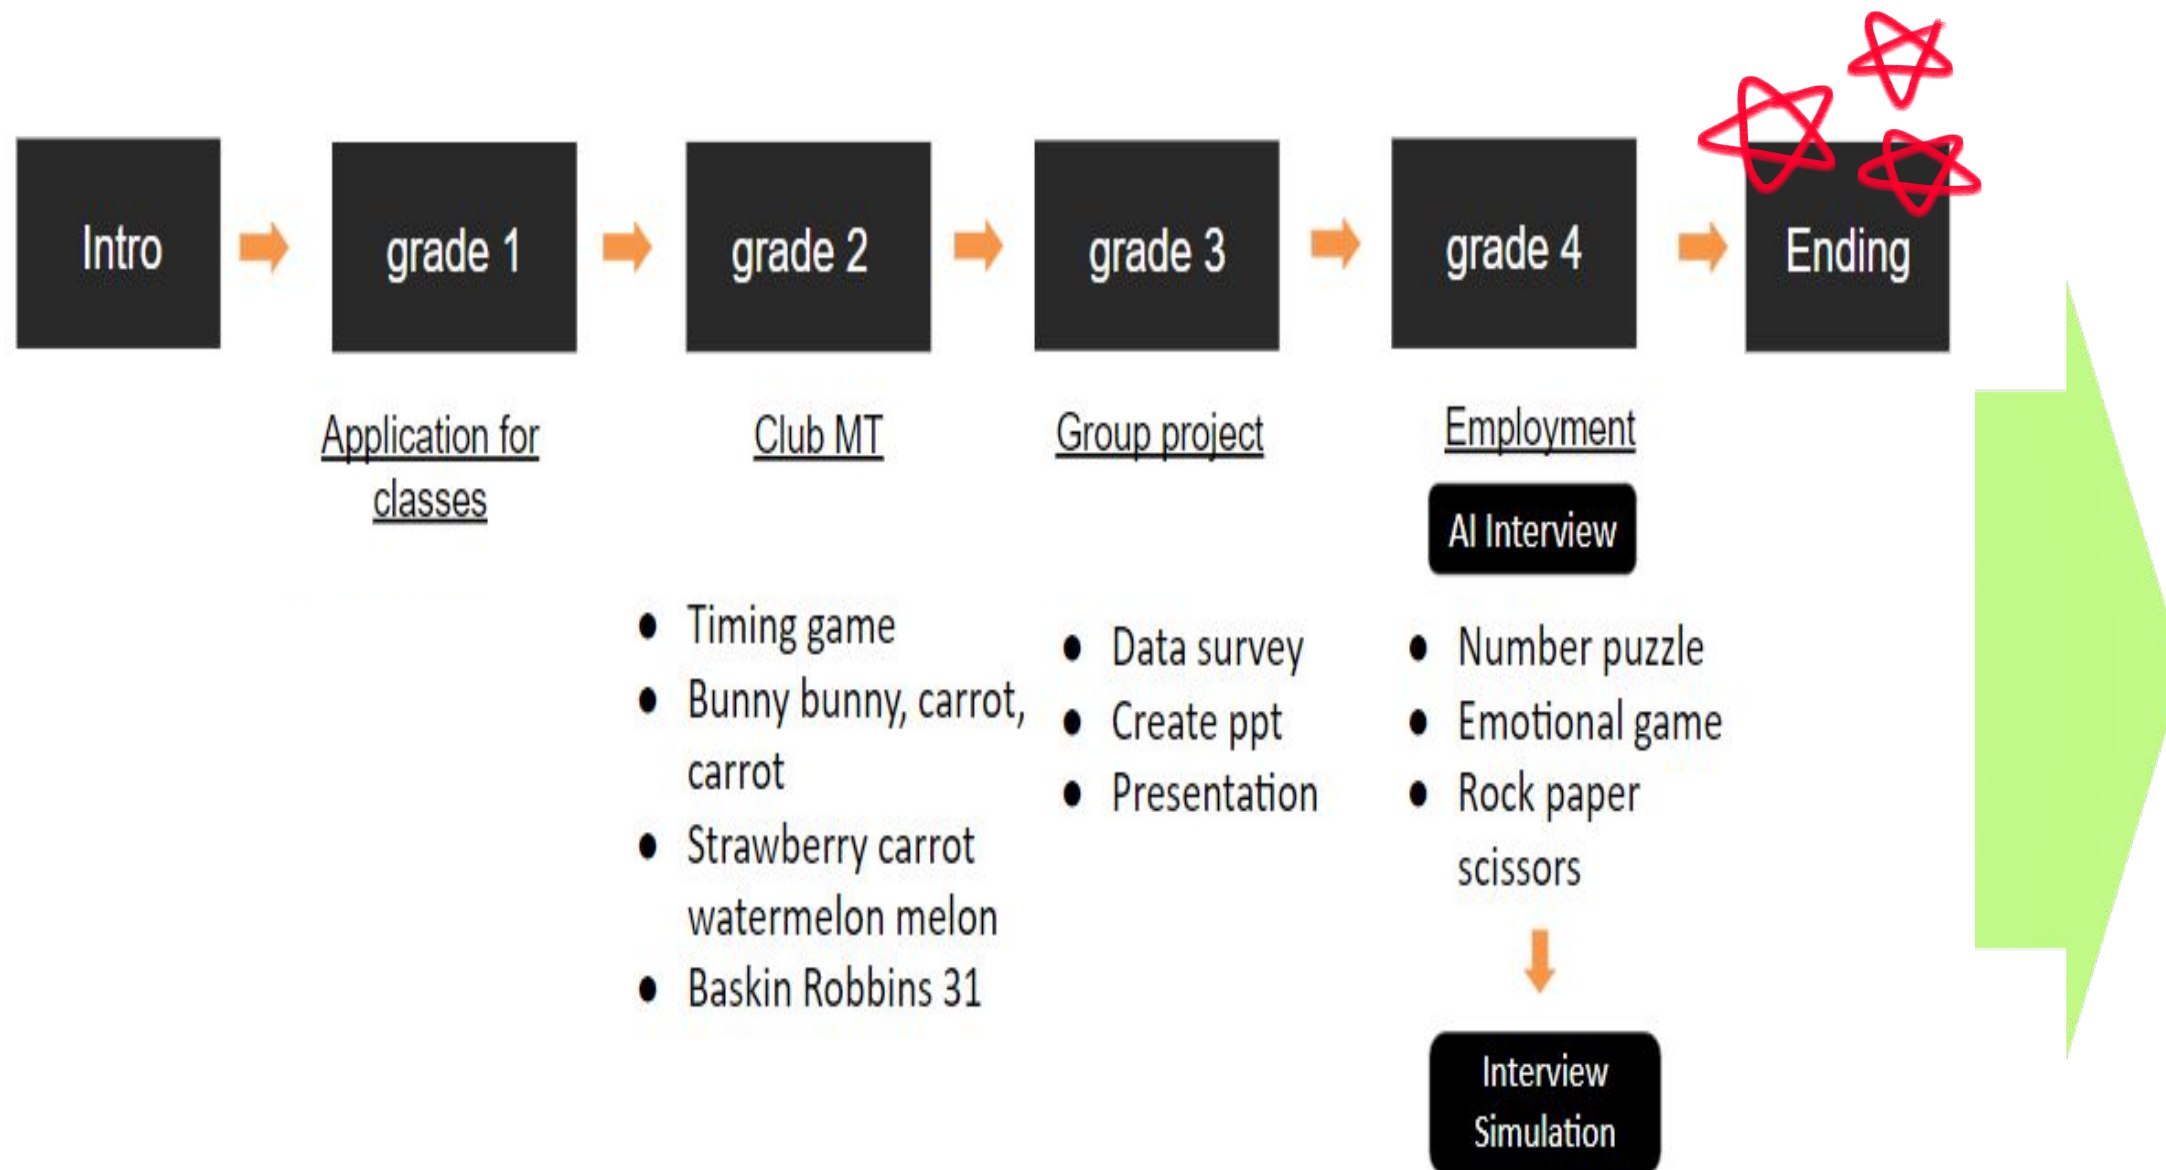 Intro
grade 1
grade 2
grade 3
grade 4
Ending
Application for
classes
Club MT
● Timing game
● Bunny bunny, carrot,
carrot
● Strawberry carrot
watermelon melon
● Baskin Robbins 31
Group project
● Data survey
● Create ppt
● Presentation
Employment
AI Interview
● Number puzzle
● Emotional game
● Rock paper
scissors
Interview
Simulation